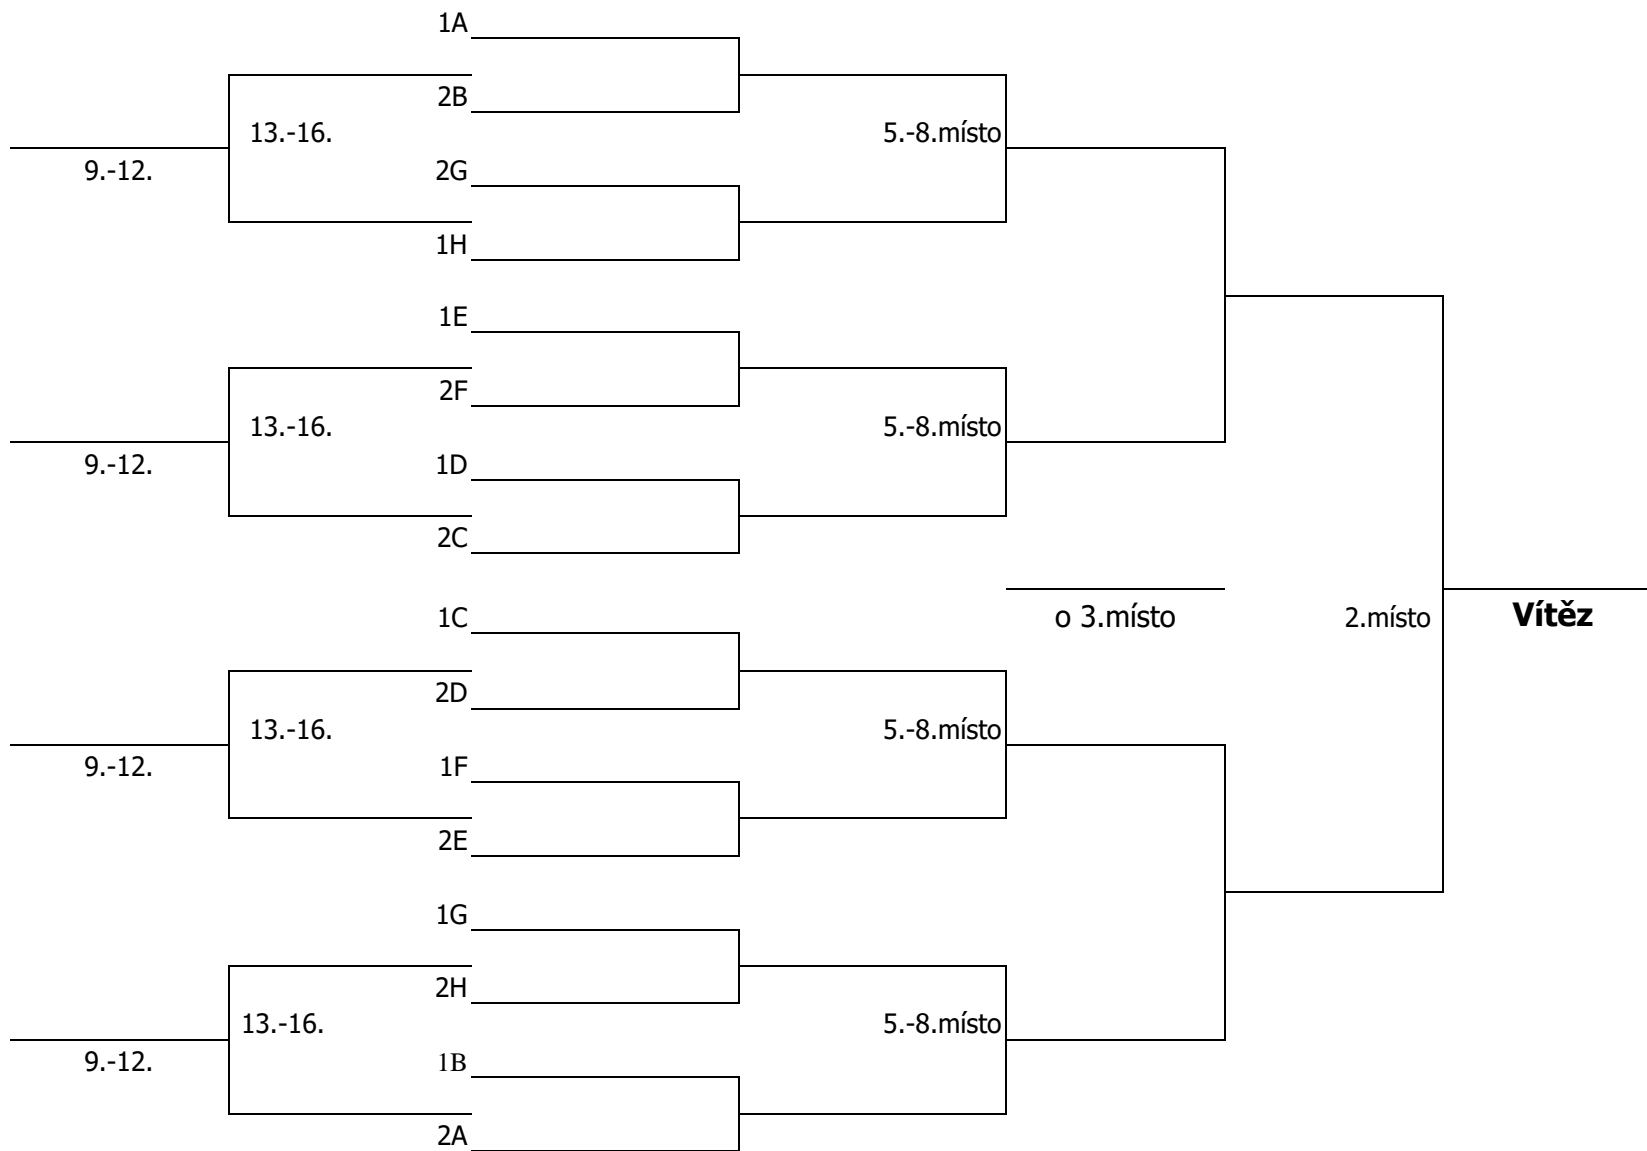 1A
2B
13.-16.
5.-8.místo
9.-12.
2G
1H
1E
2F
13.-16.
5.-8.místo
9.-12.
1D
2C
1C
o 3.místo
2.místo
Vítěz
2D
13.-16.
5.-8.místo
9.-12.
1F
2E
1G
2H
13.-16.
5.-8.místo
9.-12.
1B
2A